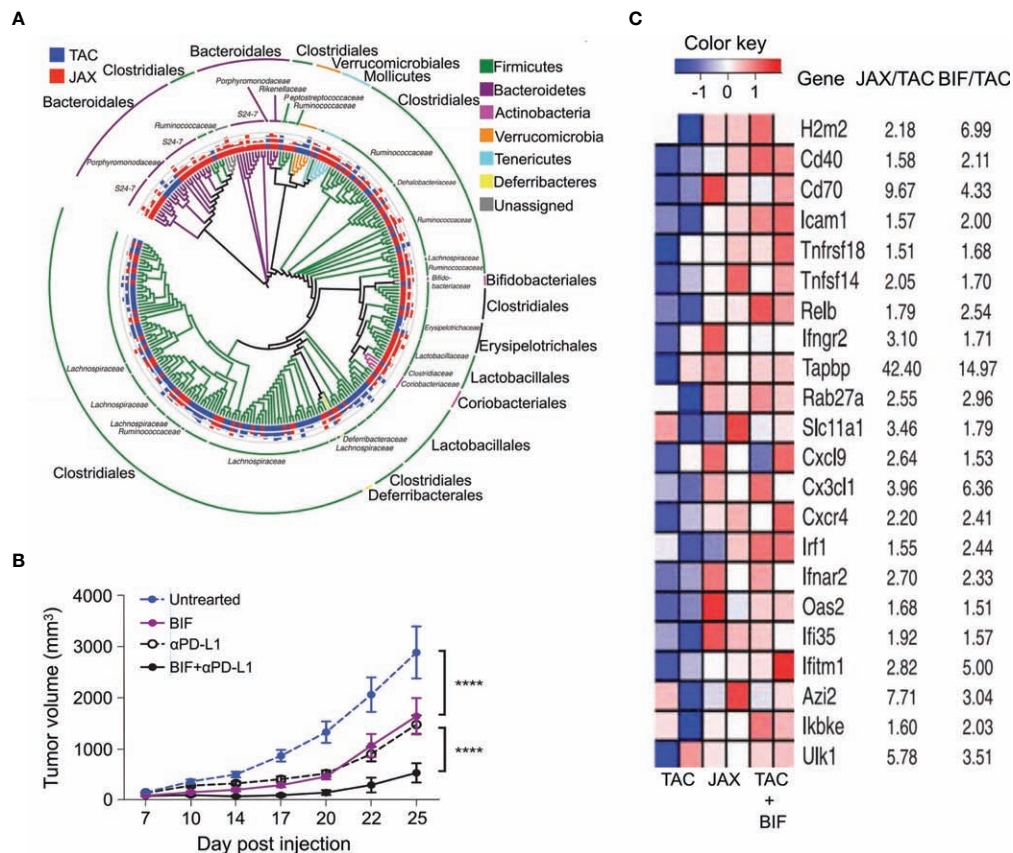 A
TAC
JAX
Bacteroidales
Clostridiales
Bacteroidales
Clostridiales
Verrucomicrobiales
Mollicutes
Clostridiales
Firmicutes
Bacteroidetes
Actinobacteria
Verrucomicrobia
Tenericutes
Deferribacteres
Unassigned
Porphyromonodaceae
Rikenellaceae
Peptostreptococcaceae
Ruminococcaceae
S24-7
Ruminococcaceae
S24-7
Porphyromonadaceae
S24-7
Ruminococcaceae
Dehalobacteriaceae
Ruminococcaceae
Lachnospiraceae
Ruminococcaceae
Bifido-
bacteriaceae
Bifidobacteriales
Clostridiales
Erysipelotrichaceae
Erysipelotrichales
Lactobacillaceae
Lactobacillales
Clostridiaceae
Coriobacteriaceae
Coriobacteriales
Lachnospiraceae
Lachnospiraceae
Lachnospiraceae
Ruminococcaceae
Lachnospiraceae
Deferribacteraceae
Lachnospiraceae
Lactobacillales
Clostridiales
Clostridiales
Deferribacterales
B
Tumor volume (mm³)
4000
3000
2000
1000
0
Untrearted
BIF
αPD-L1
BIF+αPD-L1
****
****
7 10 14 17 20 22 25
Day post injection
C
Color key
-1 0 1
Gene JAX/TAC BIF/TAC
H2m2 2.18 6.99
Cd40 1.58 2.11
Cd70 9.67 4.33
Icam1 1.57 2.00
Tnfrsf18 1.51 1.68
Tnfsf14 2.05 1.70
Relb 1.79 2.54
Ifngr2 3.10 1.71
Tapbp 42.40 14.97
Rab27a 2.55 2.96
Slc11a1 3.46 1.79
Cxcl9 2.64 1.53
Cx3cl1 3.96 6.36
Cxcr4 2.20 2.41
Irf1 1.55 2.44
Ifnar2 2.70 2.33
Oas2 1.68 1.51
Ifi35 1.92 1.57
Ifitm1 2.82 5.00
Azi2 7.71 3.04
Ikbke 1.60 2.03
Ulk1 5.78 3.51
TAC JAX TAC
+
BIF